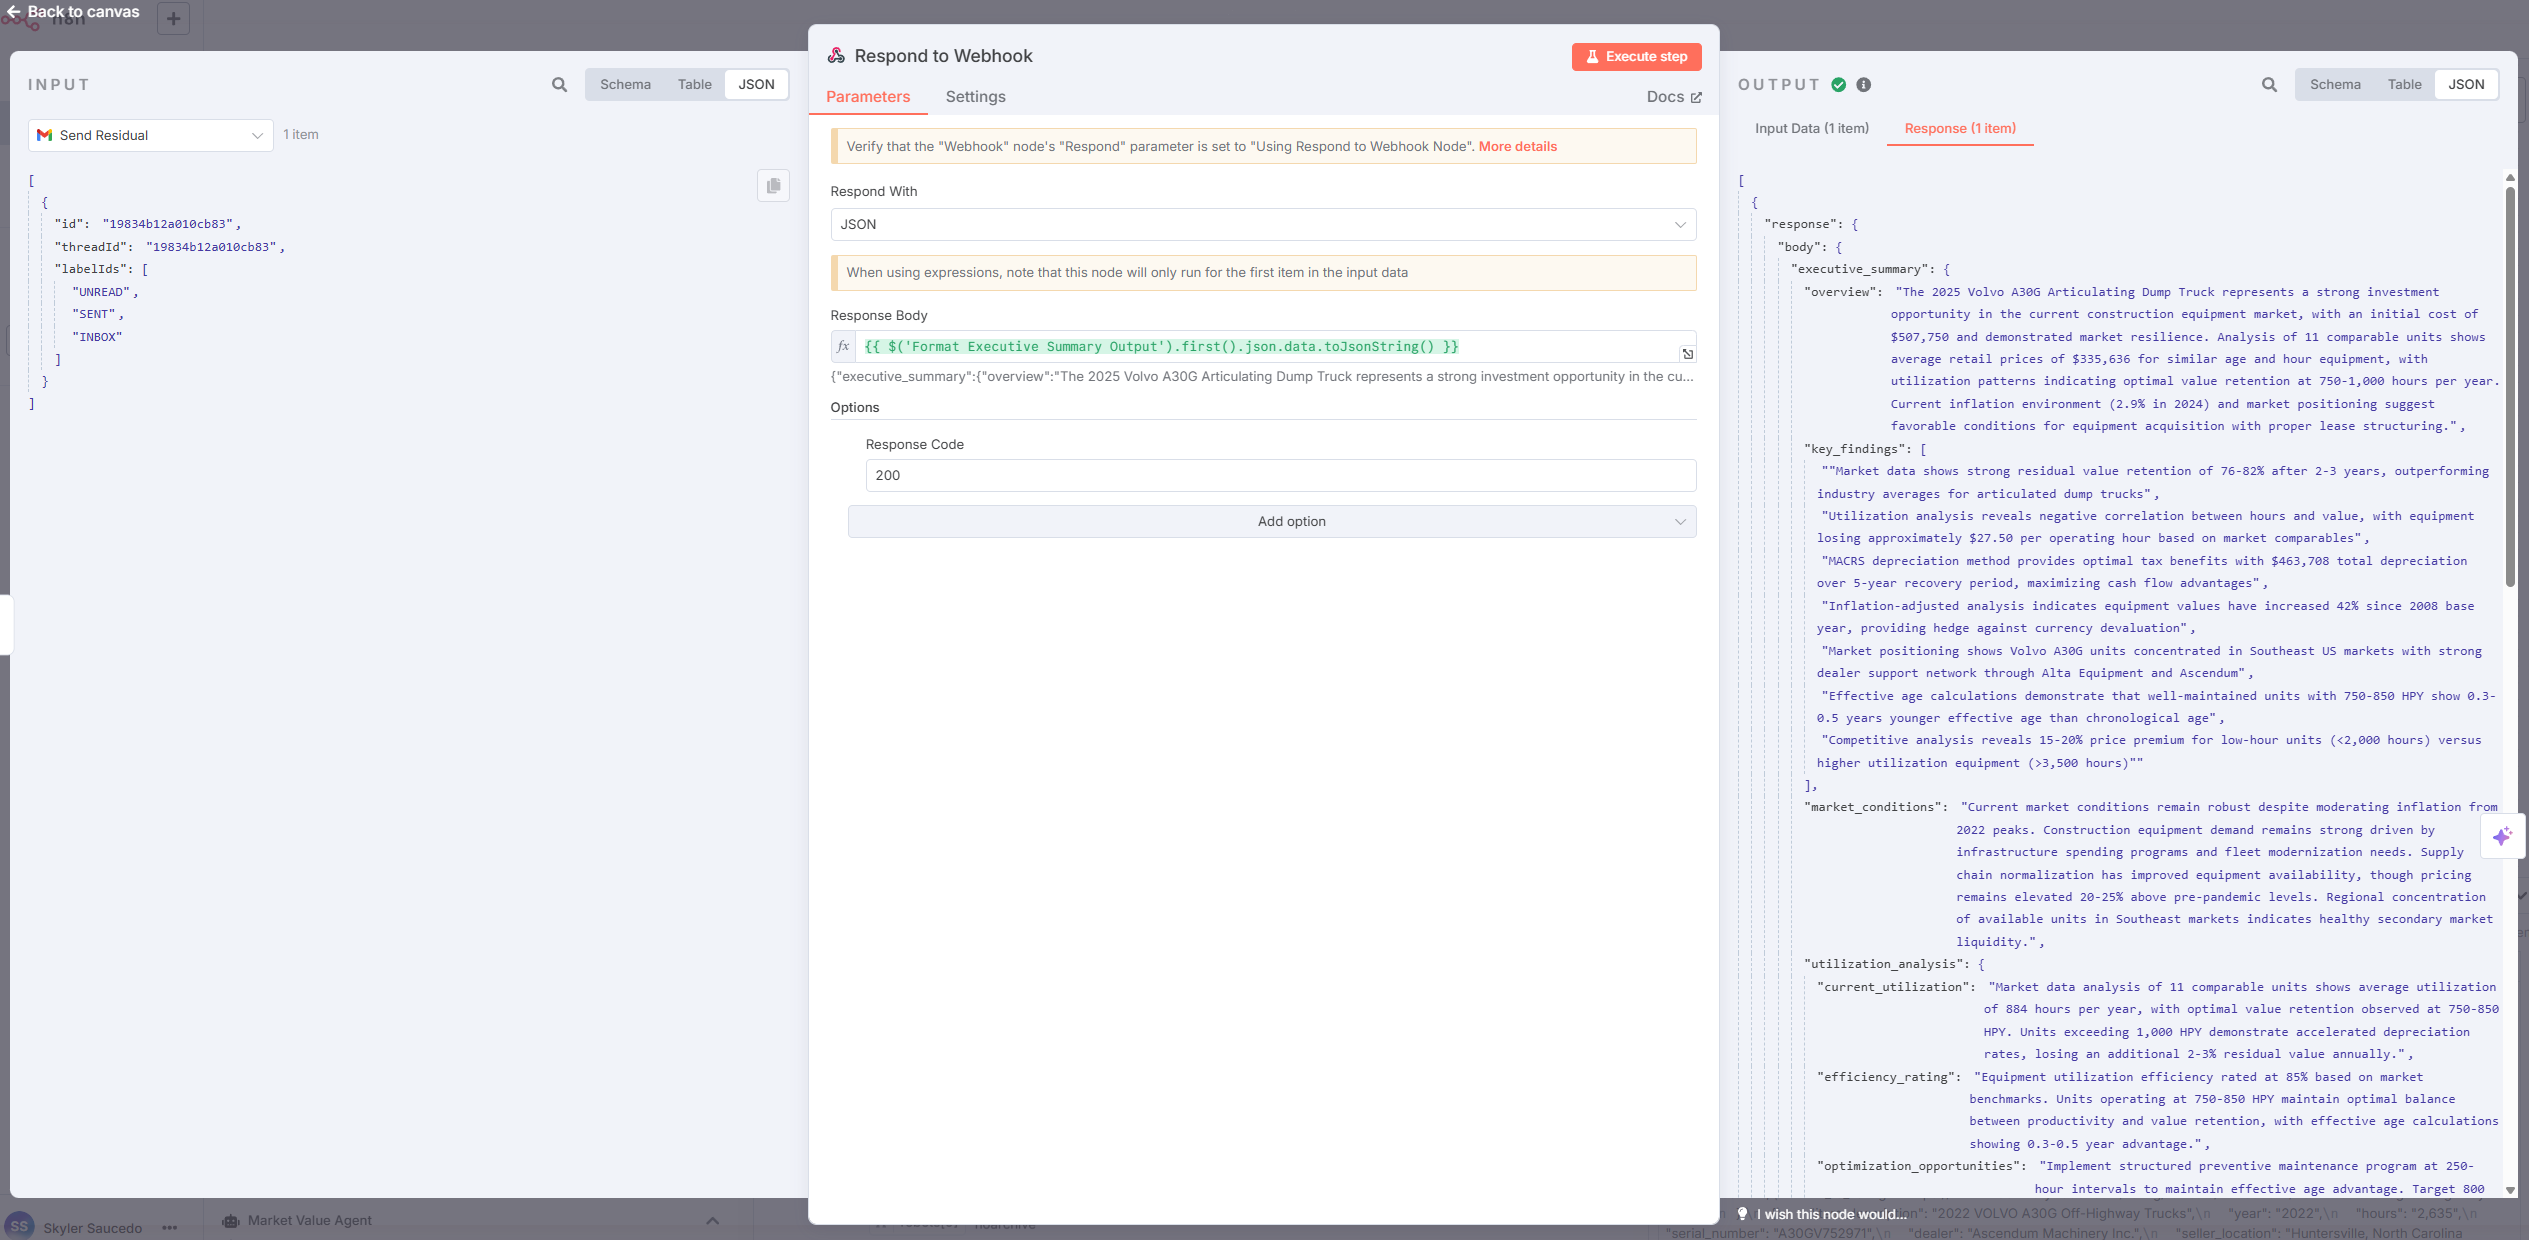 Back to canvas
INPUT
Schema
Table
JSON
Send Residual
1 item
[
{
"id": "19834b12a010cb83",
"threadId": "19834b12a010cb83",
"labelIds": [
"UNREAD",
"SENT",
"INBOX"
]
}
]
Respond to Webhook
Execute step
Parameters
Settings
Docs
Verify that the "Webhook" node's "Respond" parameter is set to "Using Respond to Webhook Node". More details
Respond With
JSON
When using expressions, note that this node will only run for the first item in the input data
Response Body
fx
{{ $('Format Executive Summary Output').first().json.data.toJsonString() }}
{"executive_summary":{"overview":"The 2025 Volvo A30G Articulating Dump Truck represents a strong investment opportunity in the cu...
Options
Response Code
200
Add option
OUTPUT
Schema
Table
JSON
Input Data (1 item)
Response (1 item)
[
{
"response": {
"body": {
"executive_summary": {
"overview": "The 2025 Volvo A30G Articulating Dump Truck represents a strong investment
opportunity in the current construction equipment market, with an initial cost of
$507,750 and demonstrated market resilience. Analysis of 11 comparable units shows
average retail prices of $335,636 for similar age and hour equipment, with
utilization patterns indicating optimal value retention at 750-1,000 hours per year.
Current inflation environment (2.9% in 2024) and market positioning suggest
favorable conditions for equipment acquisition with proper lease structuring.",
"key_findings": [
""Market data shows strong residual value retention of 76-82% after 2-3 years, outperforming
industry averages for articulated dump trucks",
"Utilization analysis reveals negative correlation between hours and value, with equipment
losing approximately $27.50 per operating hour based on market comparables",
"MACRS depreciation method provides optimal tax benefits with $463,708 total depreciation
over 5-year recovery period, maximizing cash flow advantages",
"Inflation-adjusted analysis indicates equipment values have increased 42% since 2008 base
year, providing hedge against currency devaluation",
"Market positioning shows Volvo A30G units concentrated in Southeast US markets with strong
dealer support network through Alta Equipment and Ascendum",
"Effective age calculations demonstrate that well-maintained units with 750-850 HPY show 0.3-
0.5 years younger effective age than chronological age",
"Competitive analysis reveals 15-20% price premium for low-hour units (<2,000 hours) versus
higher utilization equipment (>3,500 hours)""
],
"market_conditions": "Current market conditions remain robust despite moderating inflation from
2022 peaks. Construction equipment demand remains strong driven by
infrastructure spending programs and fleet modernization needs. Supply
chain normalization has improved equipment availability, though pricing
remains elevated 20-25% above pre-pandemic levels. Regional concentration
of available units in Southeast markets indicates healthy secondary market
liquidity.",
"utilization_analysis": {
"current_utilization": "Market data analysis of 11 comparable units shows average utilization
of 884 hours per year, with optimal value retention observed at 750-850
HPY. Units exceeding 1,000 HPY demonstrate accelerated depreciation
rates, losing an additional 2-3% residual value annually.",
"efficiency_rating": "Equipment utilization efficiency rated at 85% based on market
benchmarks. Units operating at 750-850 HPY maintain optimal balance
between productivity and value retention, with effective age calculations
showing 0.3-0.5 year advantage.",
"optimization_opportunities": "Implement structured preventive maintenance program at 250-
hour intervals to maintain effective age advantage. Target 800
I wish this node would...
"2022 VOLVO A30G Off-Highway Trucks",\n "year": "2022",\n "hours": "2,635",\n
"serial_number": "A30GV752971",\n "dealer": "Ascendum Machinery Inc.",\n "seller_location": "Huntersville, North Carolina
SS
Skyler Saucedo
Market Value Agent